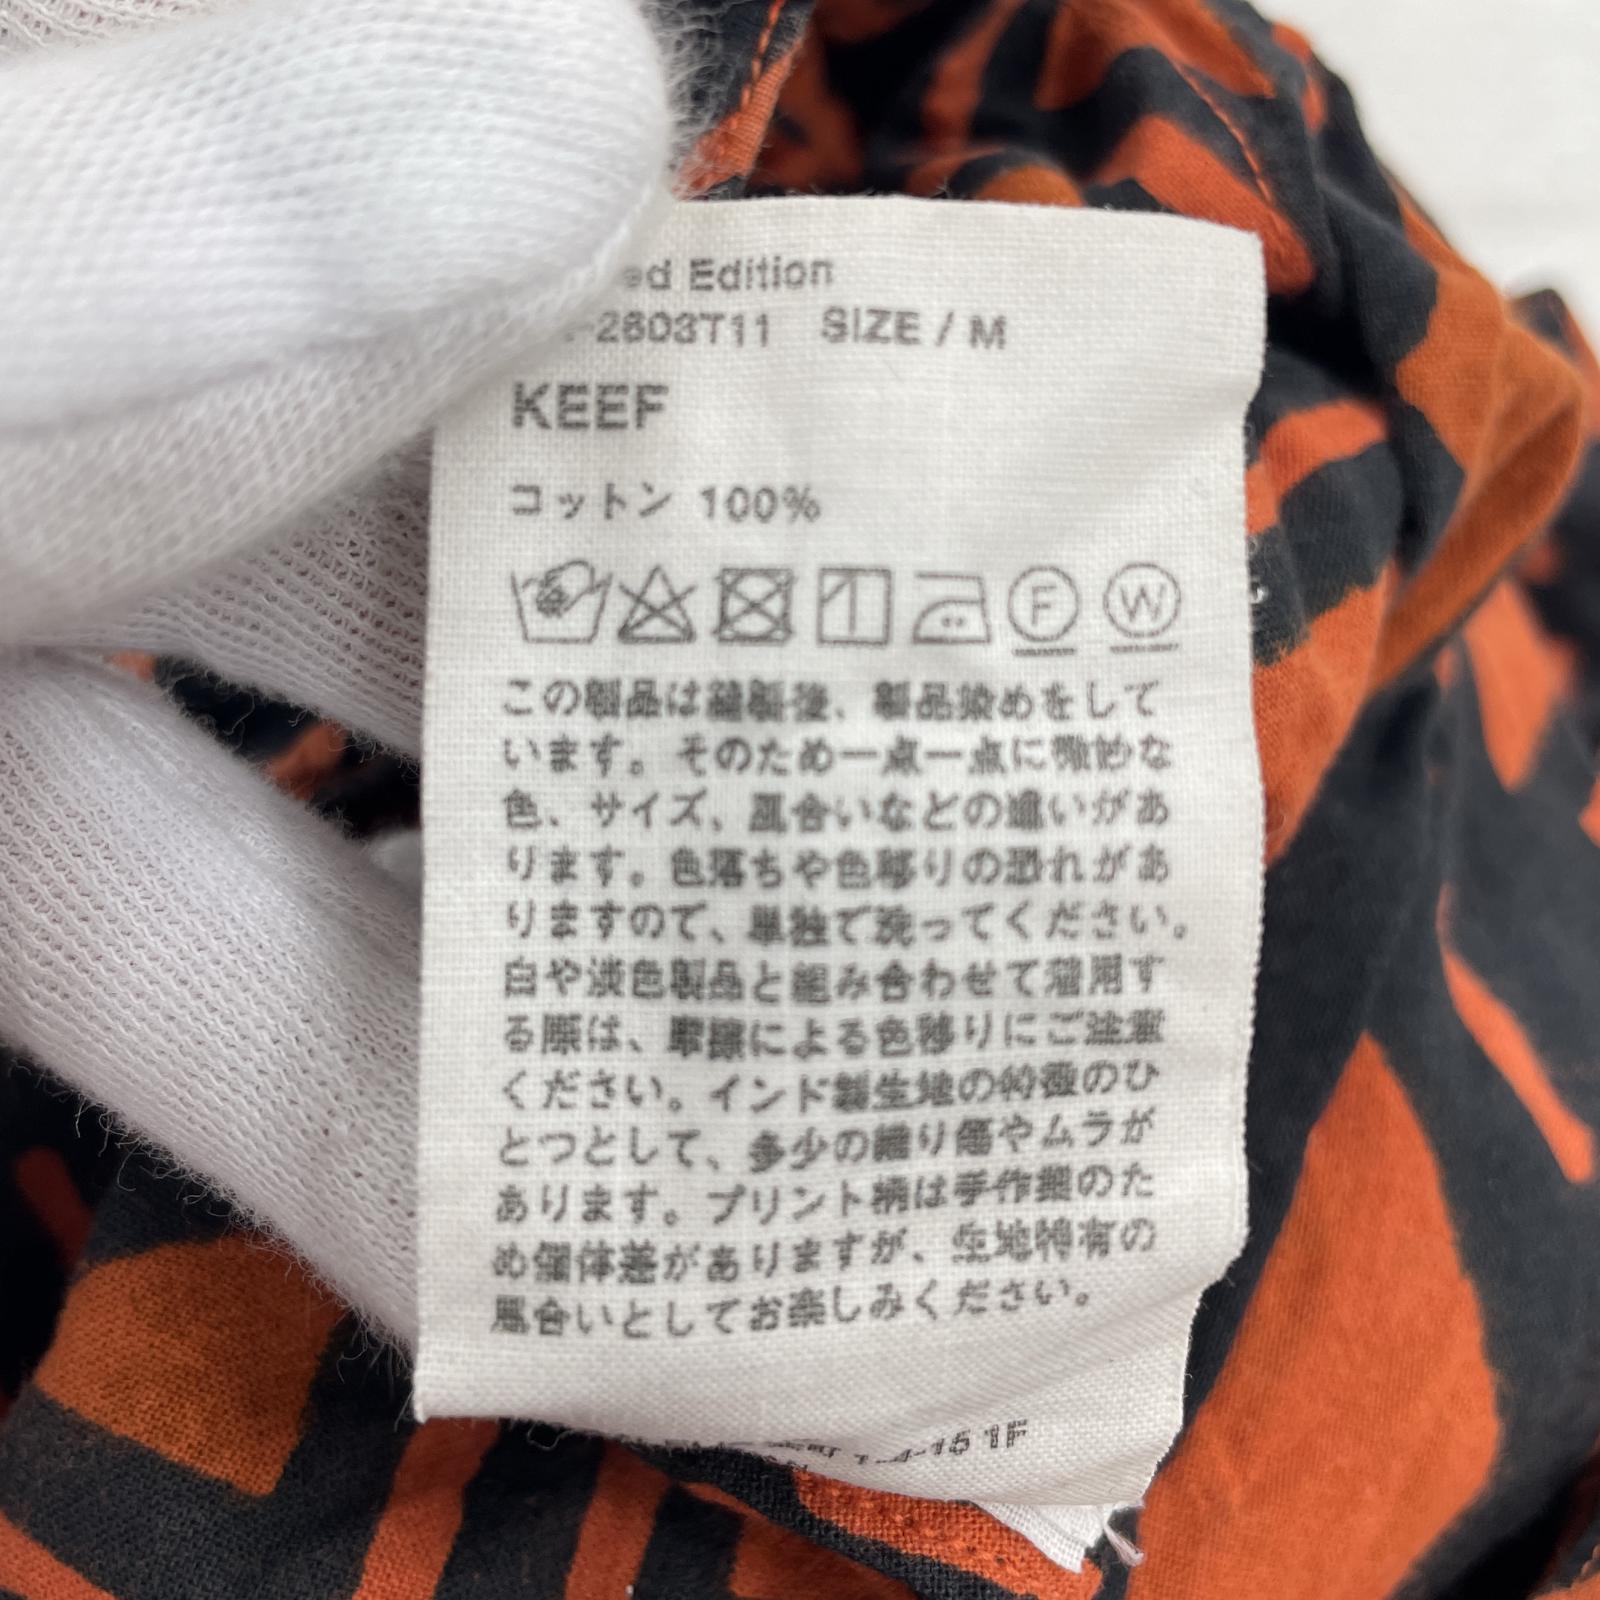 ed Edition
-2603T11 SIZE / M
KEEF
コットン 100%
F
W
この製品は縫製後、製品染めをして
います。そのため一点一点に微妙な
色、サイズ、風合いなどの違いがあ
ります。色落ちや色移りの恐れがあ
りますので、単独で洗ってください。
白や淡色製品と組み合わせて着用す
る際は、摩擦による色移りにご注意
ください。インド製生地の特徴のひ
とつとして、多少の織り傷やムラが
あります。プリント柄は手作業のた
め個体差がありますが、生地特有の
風合いとしてお楽しみください。
1-4-15 1F